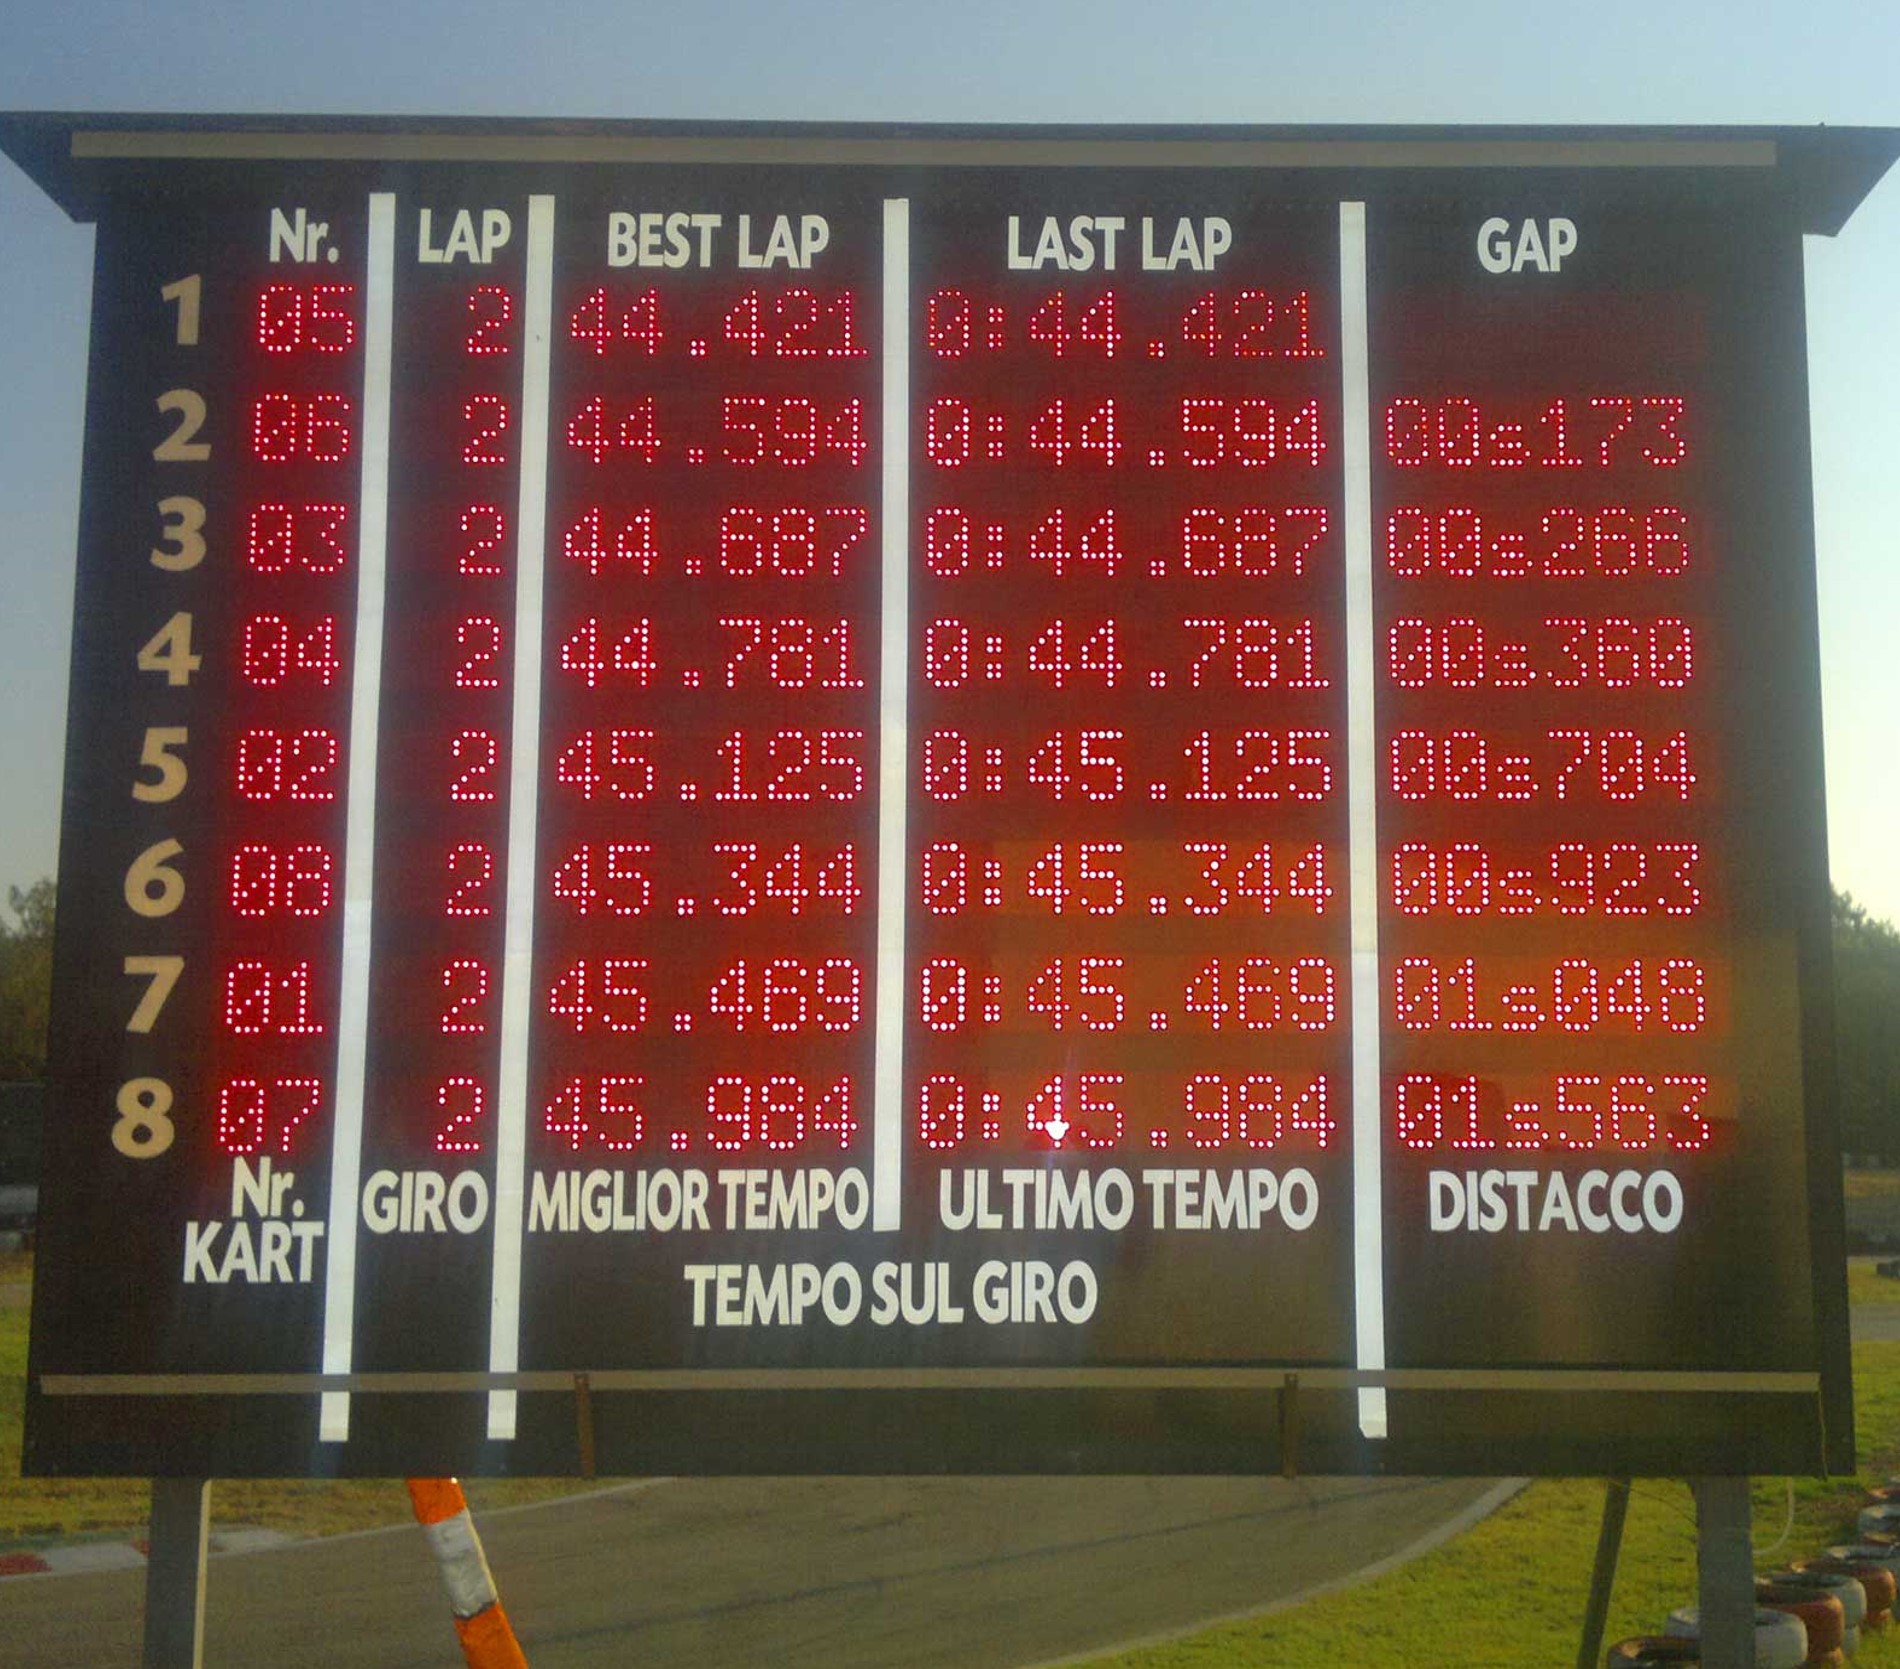 Nr. LAP BEST LAP LAST LAP GAP
1 05 2 44.421 0:44.421
2 06 2 44.594 0:44.594 00s173
3 03 2 44.687 0:44.687 00s266
4 04 2 44.781 0:44.781 00s360
5 02 2 45.125 0:45.125 00s704
6 08 2 45.344 0:45.344 00s923
7 01 2 45.469 0:45.469 01s048
8 07 2 45.984 0:45.984 01s563
Nr. KART GIRO MIGLIOR TEMPO ULTIMO TEMPO DISTACCO
TEMPO SUL GIRO